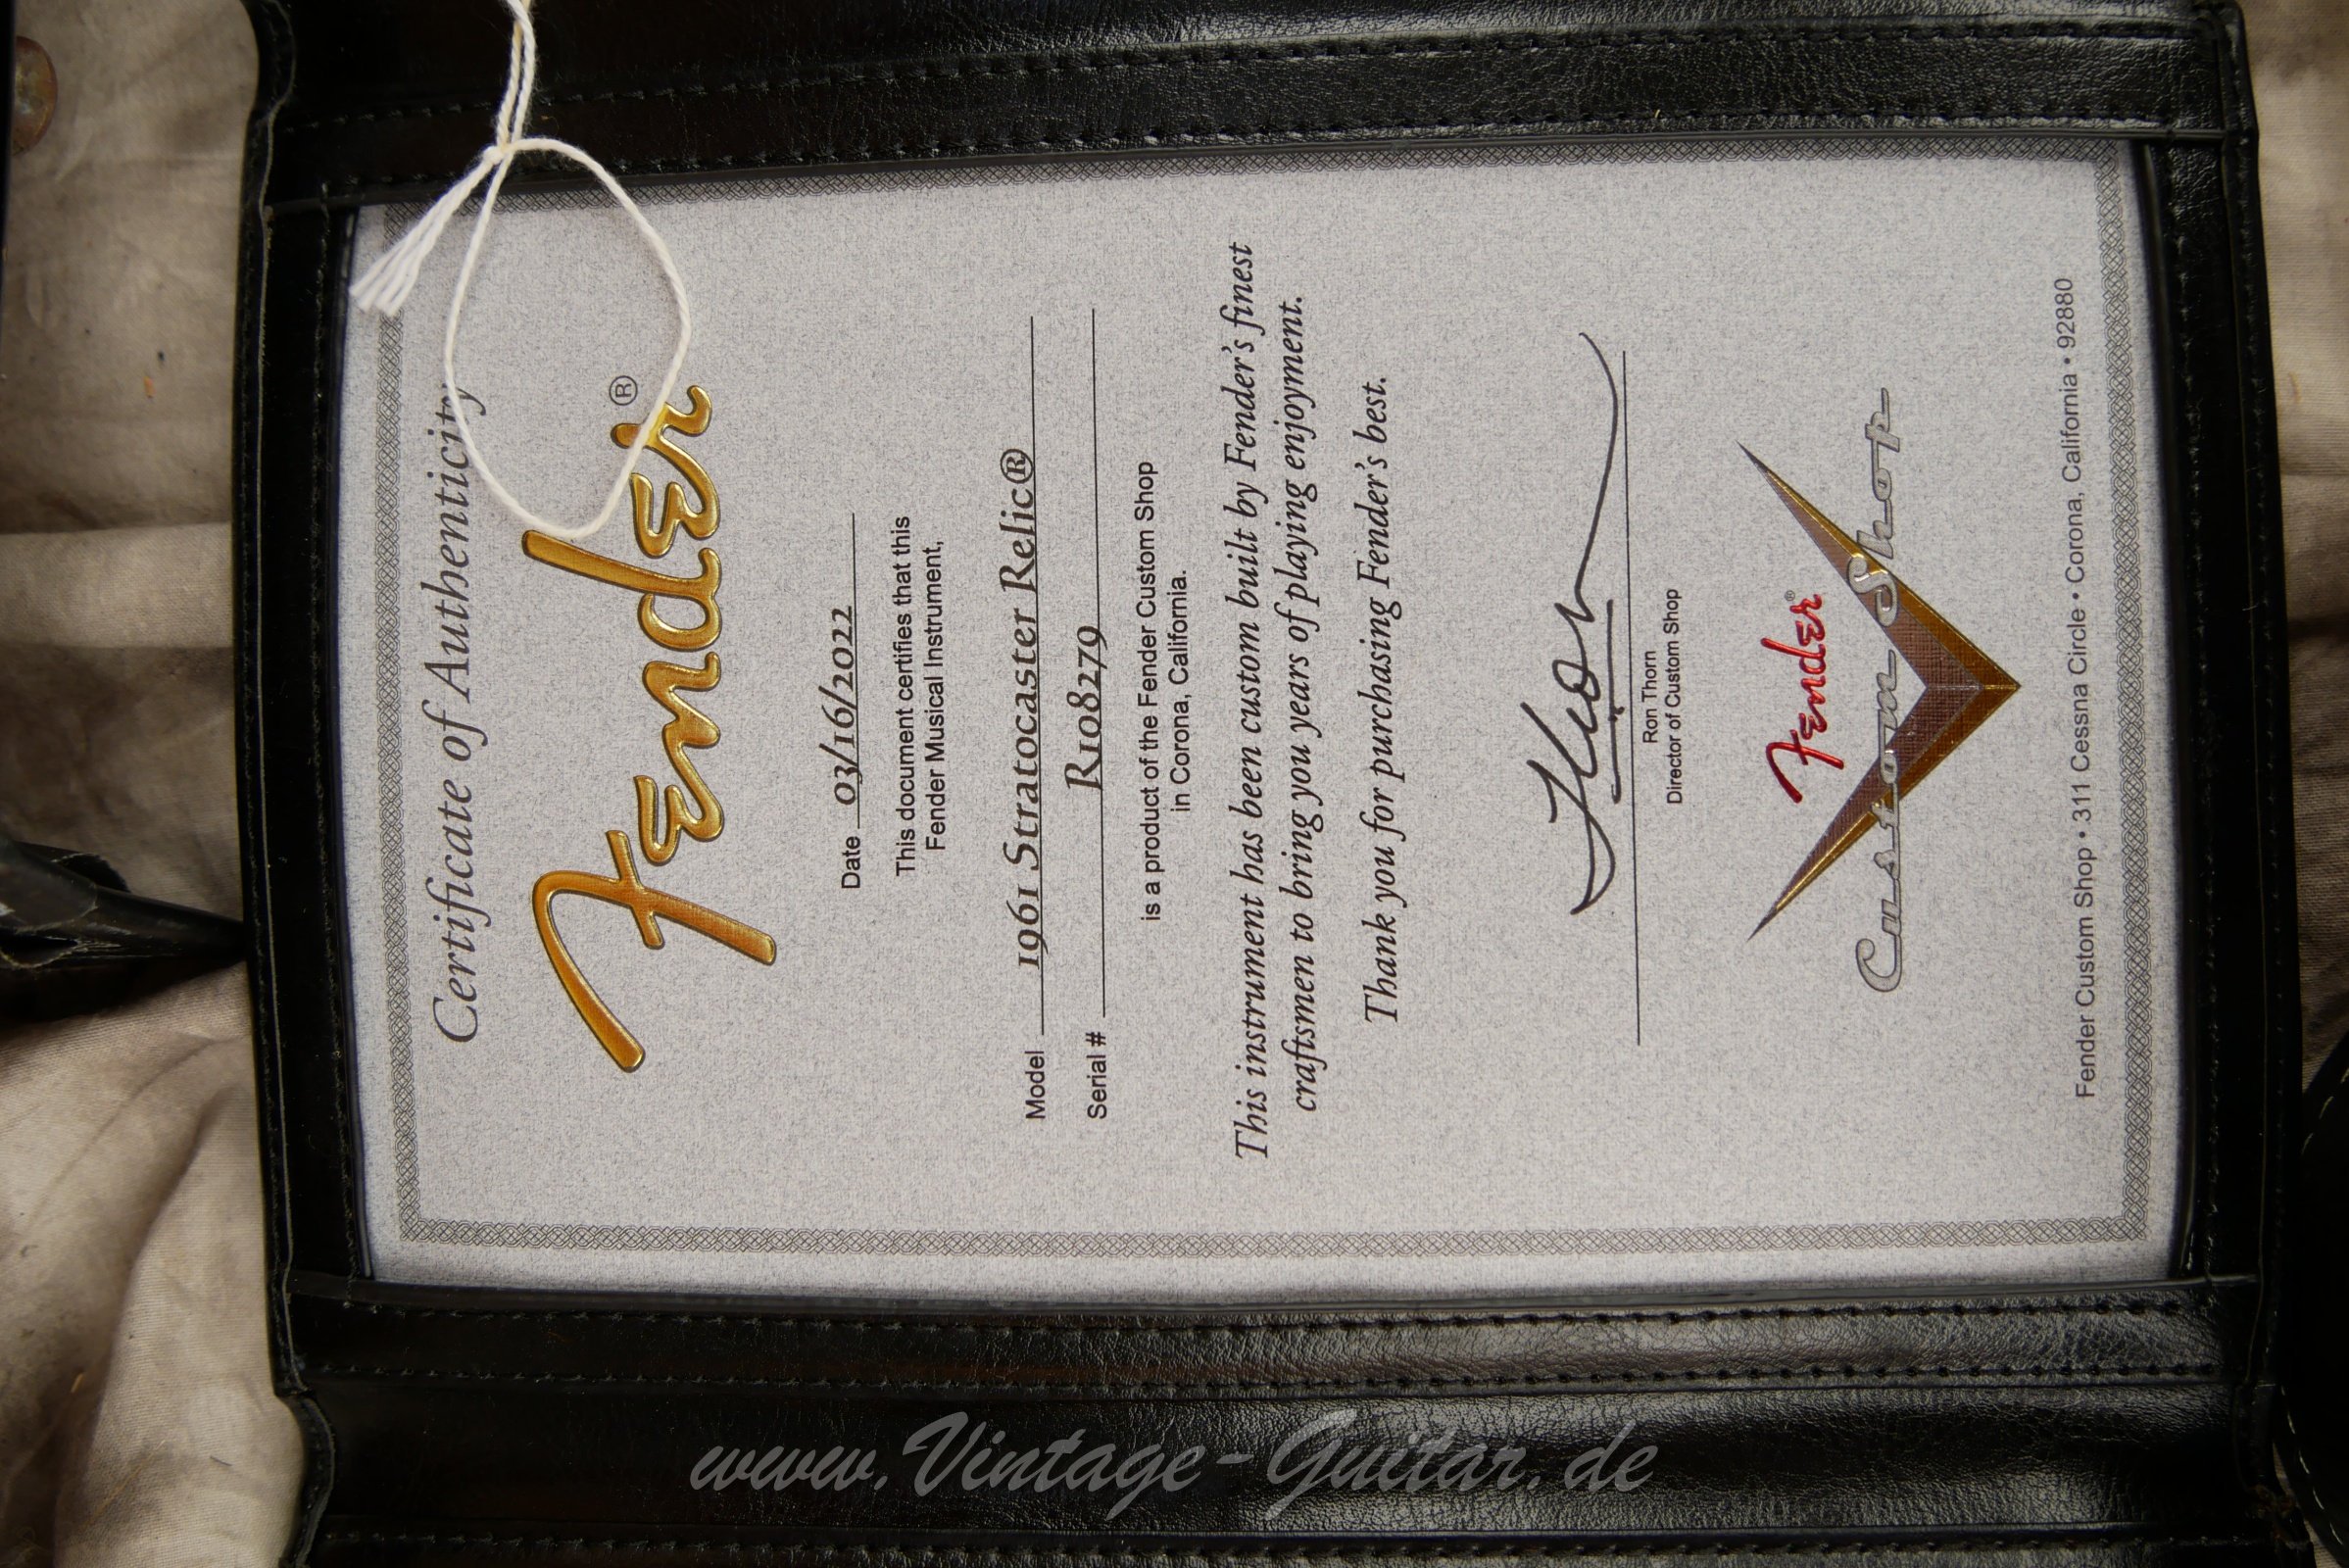 Certificate of Authenticity
Fender®
Date 03/16/2022
This document certifies that this
Fender Musical Instrument,
Model 1961 Stratocaster Relic®
Serial # R108279
is a product of the Fender Custom Shop
in Corona, California.
This instrument has been custom built by Fender's finest
craftsmen to bring you years of playing enjoyment.
Thank you for purchasing Fender's best.
Ron Thorn
Director of Custom Shop
Fender®
Custom Shop
Fender Custom Shop • 311 Cessna Circle • Corona, California • 92880
www.Vintage-Guitar.de